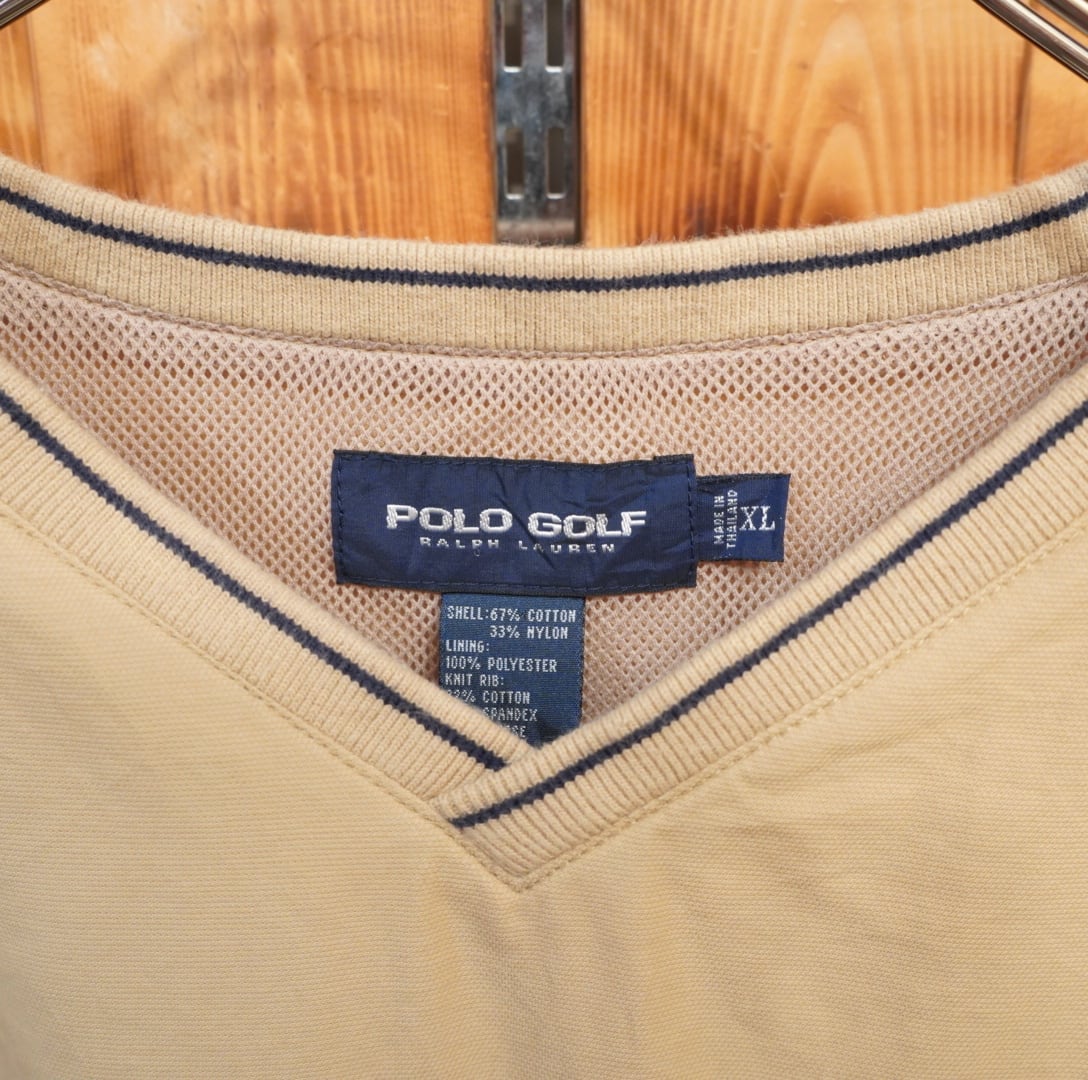 POLO GOLF
RALPH LAUREN
MADE IN
THAILAND
XL
SHELL:67% COTTON
33% NYLON
LINING:
100% POLYESTER
KNIT RIB:
COTTON
SPANDEX